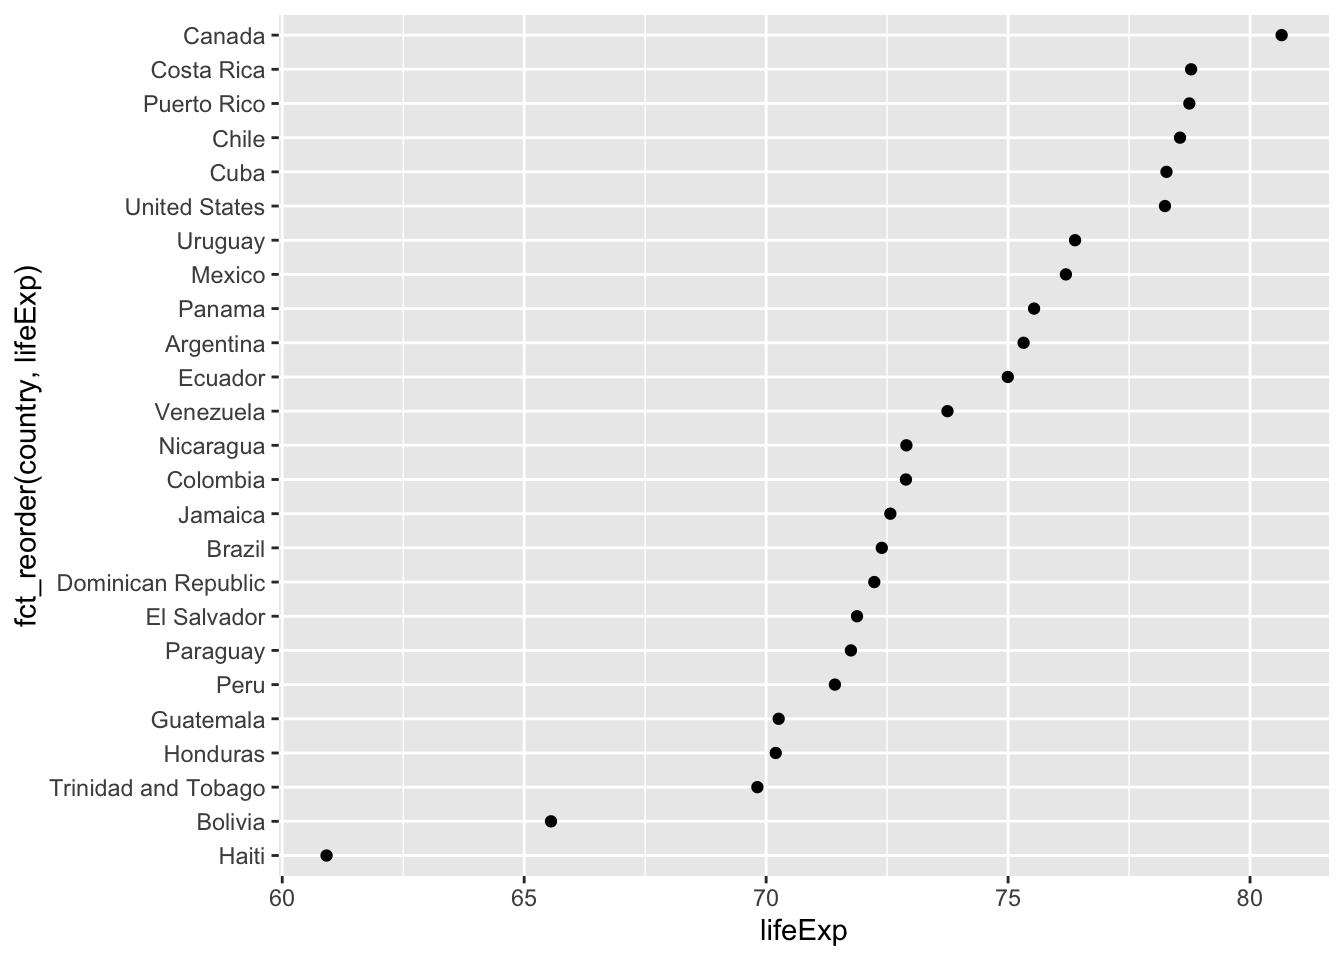 fct_reorder(country, lifeExp)
Canada
Costa Rica
Puerto Rico
Chile
Cuba
United States
Uruguay
Mexico
Panama
Argentina
Ecuador
Venezuela
Nicaragua
Colombia
Jamaica
Brazil
Dominican Republic
El Salvador
Paraguay
Peru
Guatemala
Honduras
Trinidad and Tobago
Bolivia
Haiti
60 65 70 75 80
lifeExp